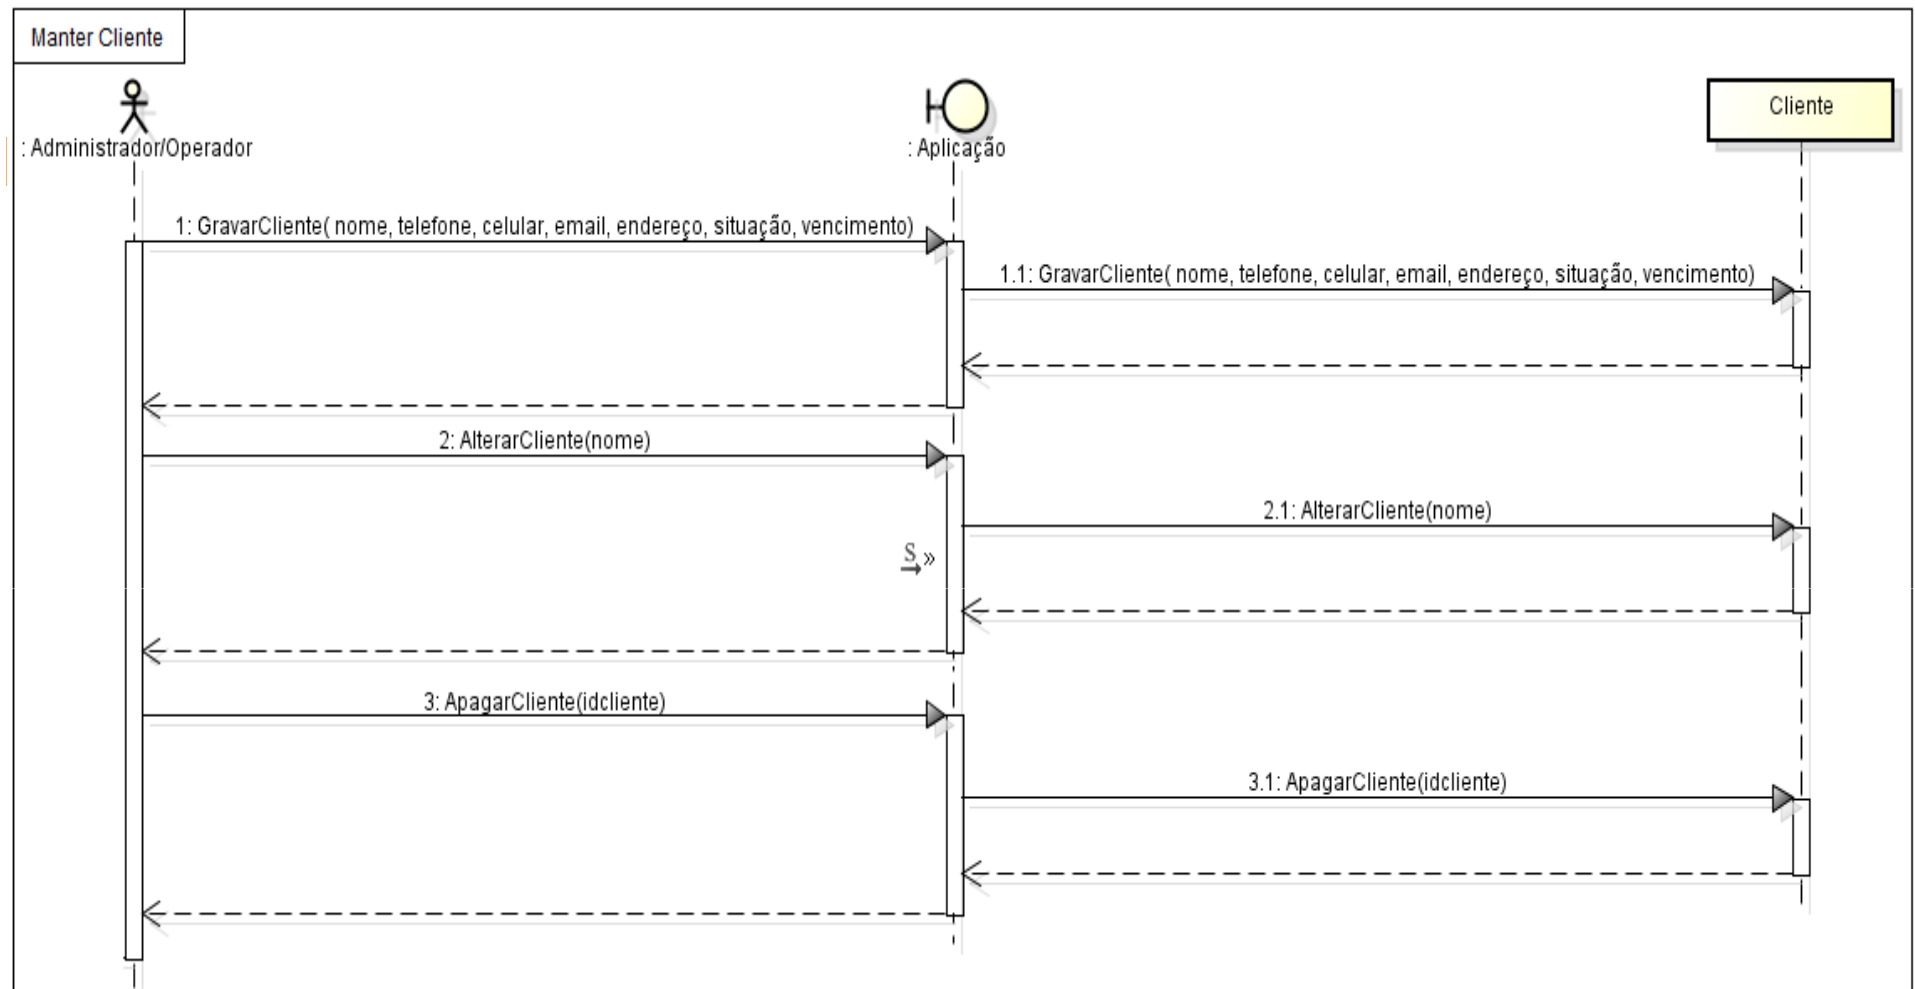 Manter Cliente
: Administrador/Operador
: Aplicação
Cliente
1: GravarCliente( nome, telefone, celular, email, endereço, situação, vencimento)
1.1: GravarCliente( nome, telefone, celular, email, endereço, situação, vencimento)
2: AlterarCliente(nome)
2.1: AlterarCliente(nome)
S »
3: ApagarCliente(idcliente)
3.1: ApagarCliente(idcliente)